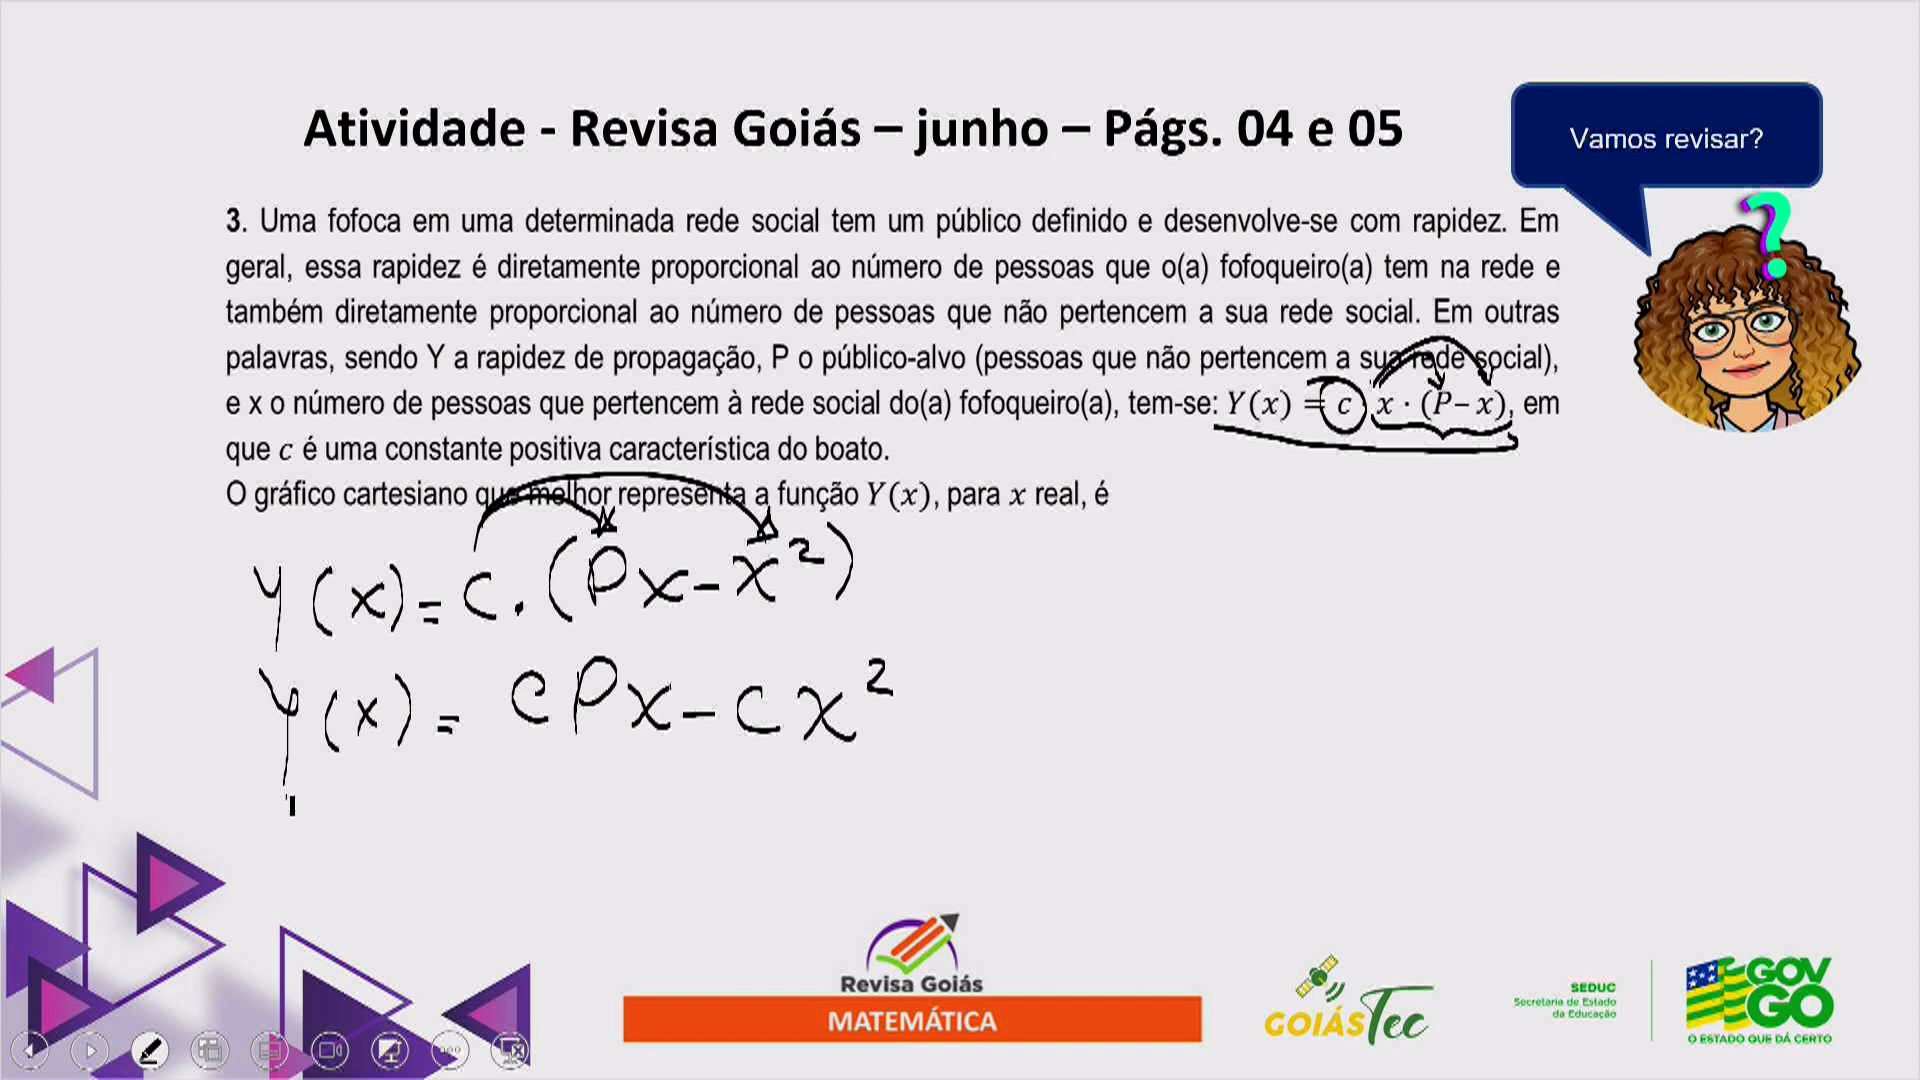 Atividade - Revisa Goiás – junho – Págs. 04 e 05
Vamos revisar?
3. Uma fofoca em uma determinada rede social tem um público definido e desenvolve-se com rapidez. Em
geral, essa rapidez é diretamente proporcional ao número de pessoas que o(a) fofoqueiro(a) tem na rede e
também diretamente proporcional ao número de pessoas que não pertencem a sua rede social. Em outras
palavras, sendo Y a rapidez de propagação, P o público-alvo (pessoas que não pertencem a sua rede social),
e x o número de pessoas que pertencem à rede social do(a) fofoqueiro(a), tem-se: Y(x) = c . x · (P– x), em
que c é uma constante positiva característica do boato.
O gráfico cartesiano que melhor representa a função Y(x), para x real, é
Y(x) = c . (Px - x²)
Y(x) = cPx - cx²
Revisa Goiás
MATEMÁTICA
GOIÁSTec
SEDUC
Secretaria de Estado
da Educação
GOV
GO
O ESTADO QUE DÁ CERTO